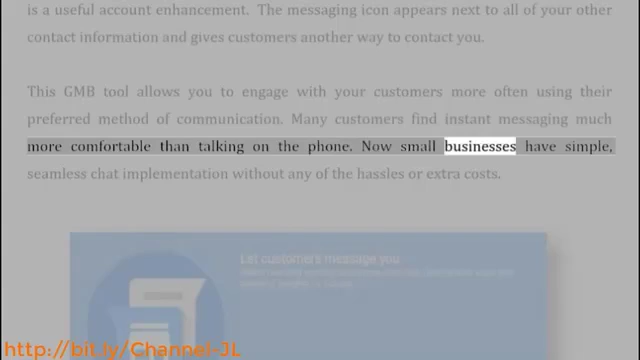 is a useful account enhancement. The messaging icon appears next to all of your other
contact information and gives customers another way to contact you.
This GMB tool allows you to engage with your customers more often using their
preferred method of communication. Many customers find instant messaging much
more comfortable than talking on the phone. Now small businesses have simple,
seamless chat implementation without any of the hassles or extra costs.
Let customers message you
http://bit.ly/Channel-JL